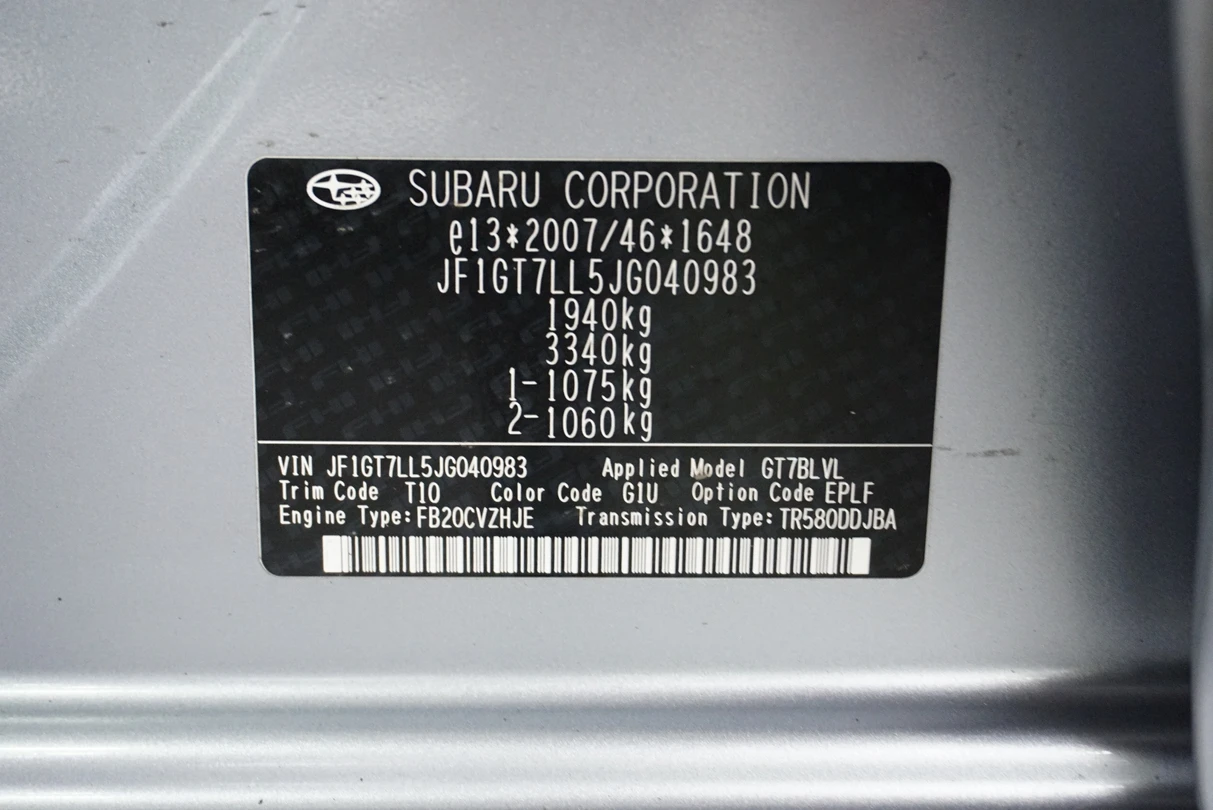 SUBARU CORPORATION
e13*2007/46*1648
JF1GT7LL5JG040983
1940kg
3340kg
1-1075kg
2-1060kg
VIN JF1GT7LL5JG040983 Applied Model GT7BLVL
Trim Code T10 Color Code G1U Option Code EPLF
Engine Type:FB20CVZHJE Transmission Type:TR580DDJBA